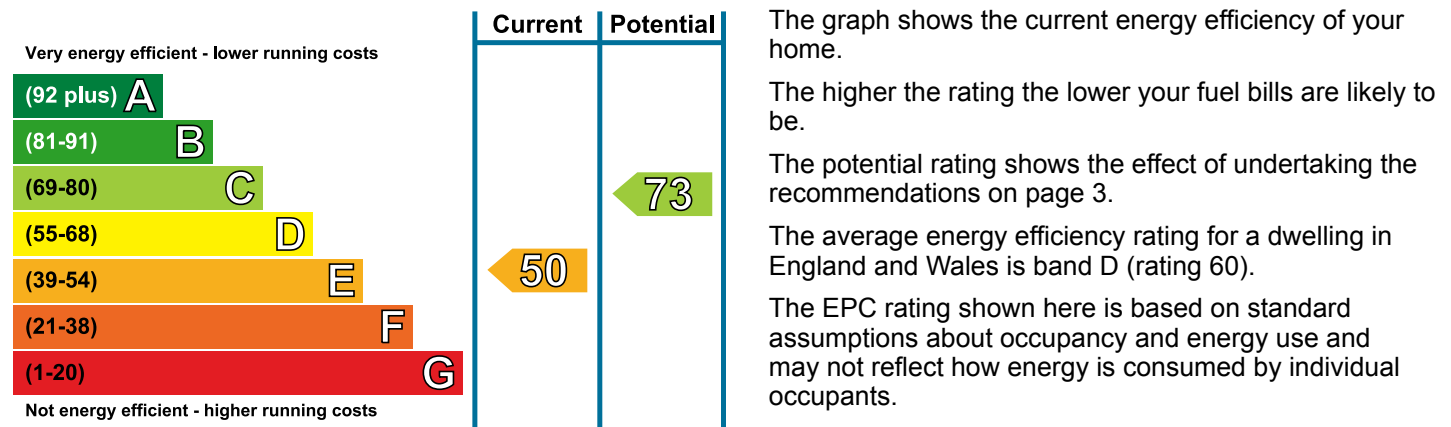 Current Potential
Very energy efficient - lower running costs
(92 plus) A
(81-91) B
(69-80) C
73
(55-68) D
(39-54) E
50
(21-38) F
(1-20) G
Not energy efficient - higher running costs
The graph shows the current energy efficiency of your
home.
The higher the rating the lower your fuel bills are likely to
be.
The potential rating shows the effect of undertaking the
recommendations on page 3.
The average energy efficiency rating for a dwelling in
England and Wales is band D (rating 60).
The EPC rating shown here is based on standard
assumptions about occupancy and energy use and
may not reflect how energy is consumed by individual
occupants.